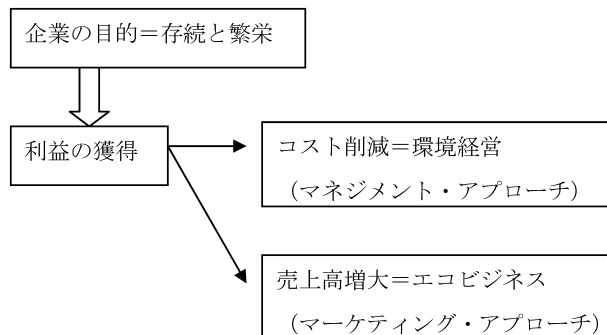 企業の目的＝存続と繁栄
利益の獲得
コスト削減＝環境経営
（マネジメント・アプローチ）
売上高増大＝エコビジネス
（マーケティング・アプローチ）